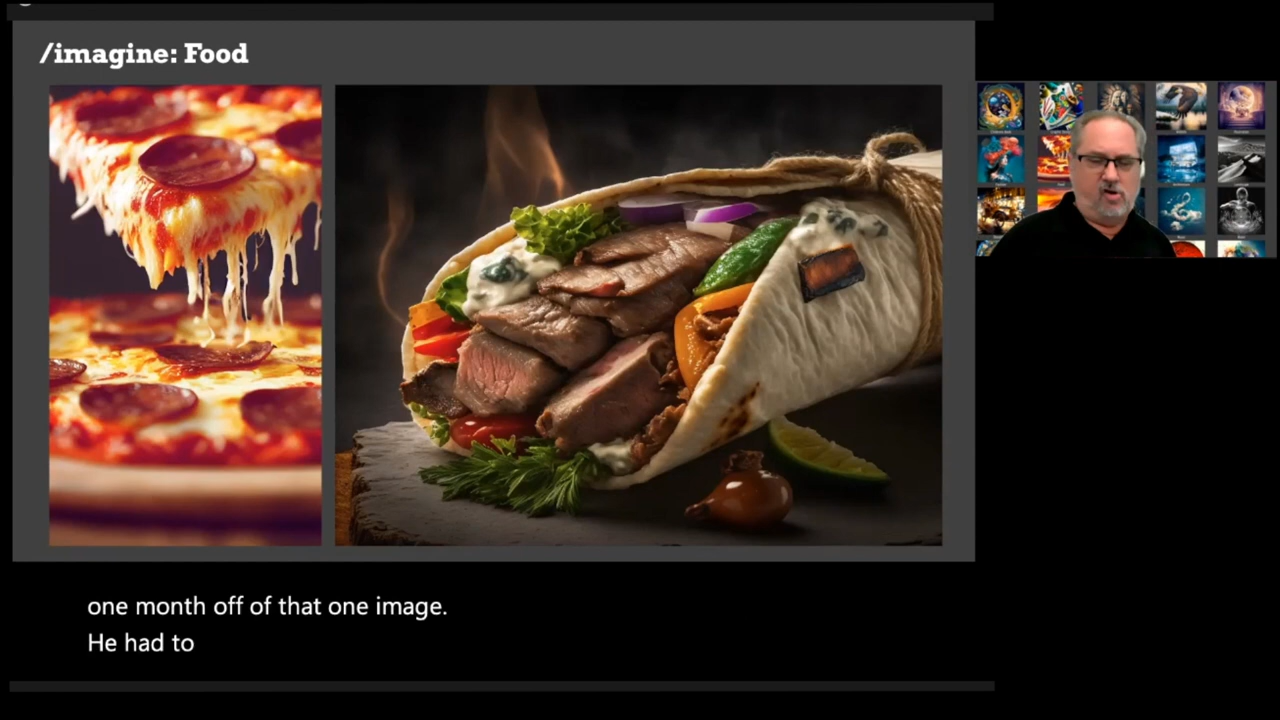 /imagine: Food
one month off of that one image.
He had to